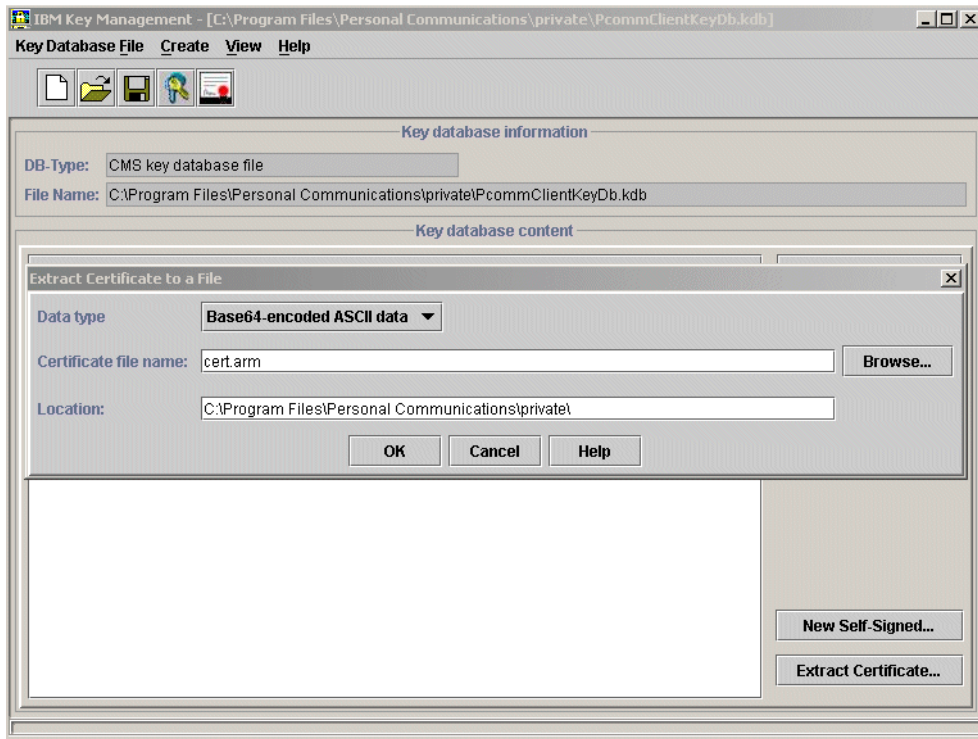 IBM Key Management - [C:\Program Files\Personal Communications\private\PcommClientKeyDb.kdb]
Key Database File Create View Help
Key database information
DB-Type: CMS key database file
File Name: C:\Program Files\Personal Communications\private\PcommClientKeyDb.kdb
Key database content
Extract Certificate to a File
Data type Base64-encoded ASCII data
Certificate file name: cert.arm Browse...
Location: C:\Program Files\Personal Communications\private\
OK Cancel Help
New Self-Signed...
Extract Certificate...